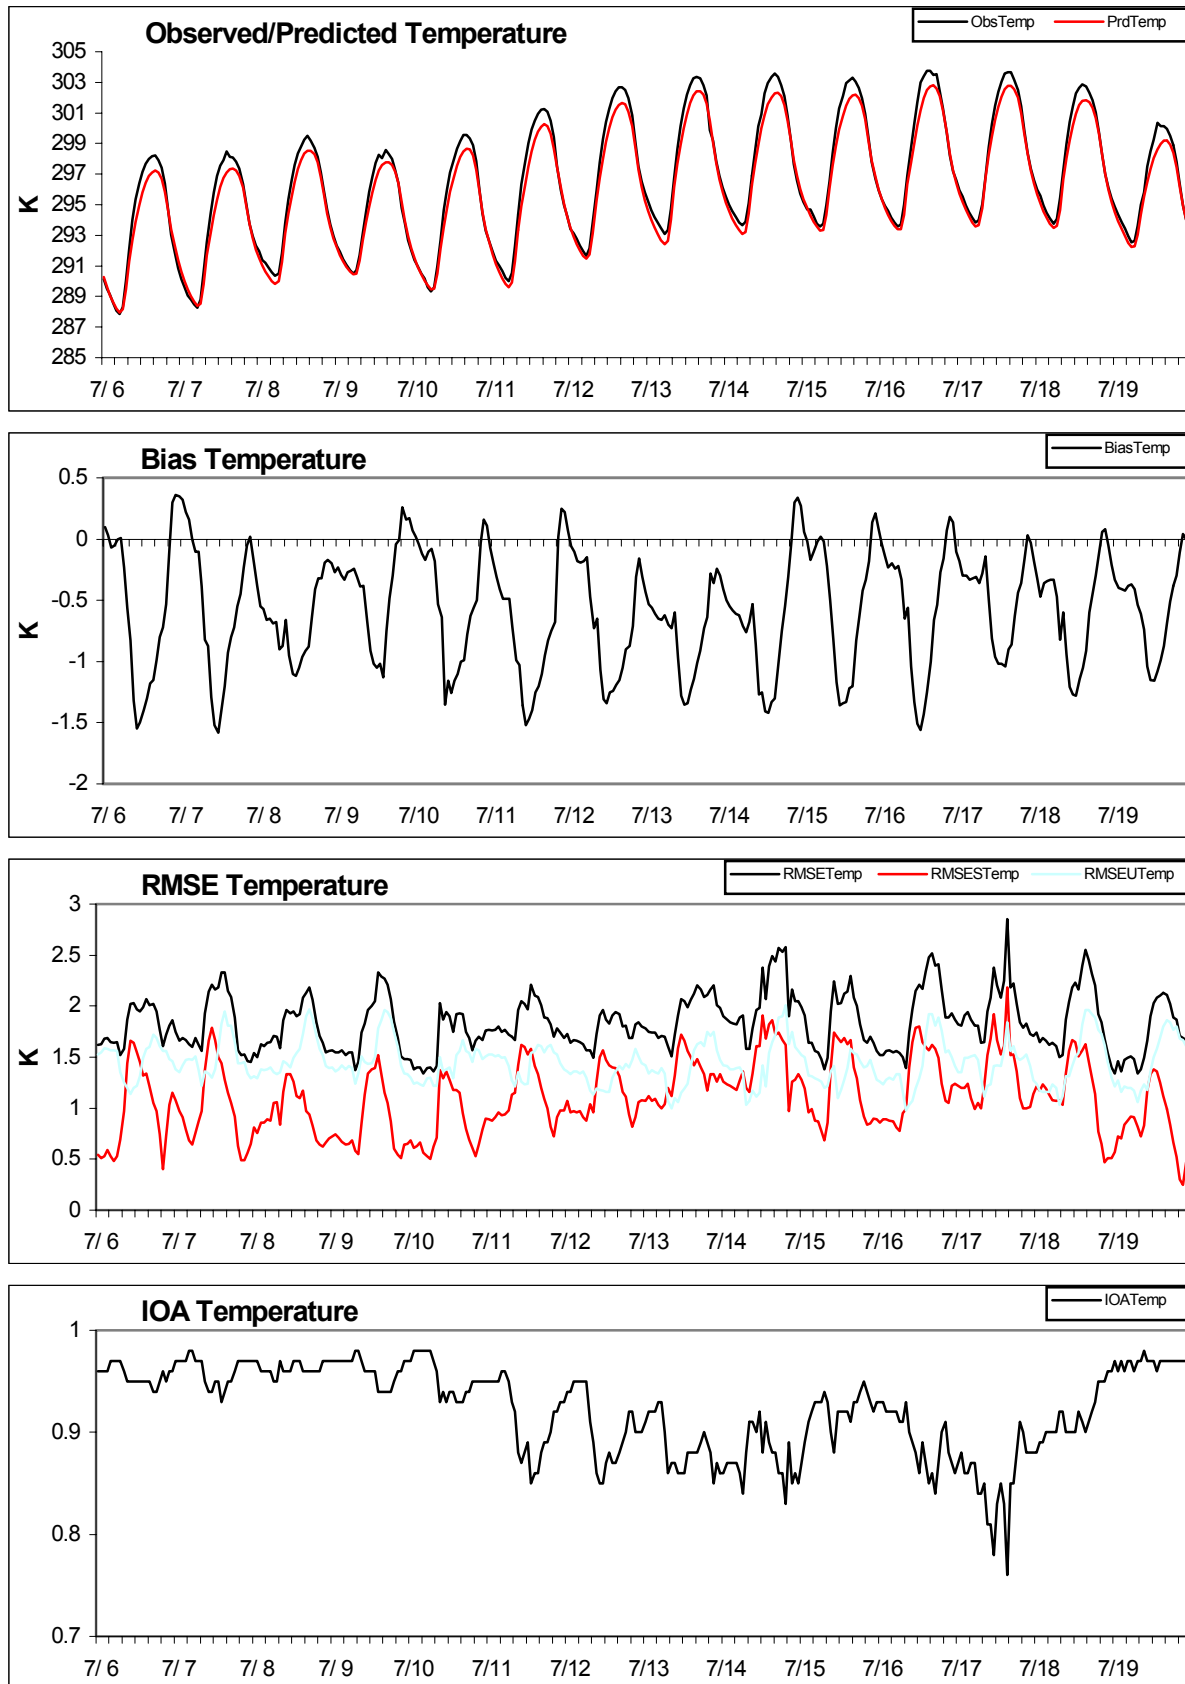 Observed/Predicted Temperature
ObsTemp PrdTemp
305
303
301
299
297
295
293
291
289
287
285
K
7/ 6 7/ 7 7/ 8 7/ 9 7/10 7/11 7/12 7/13 7/14 7/15 7/16 7/17 7/18 7/19
Bias Temperature
BiasTemp
0.5
0
-0.5
-1
-1.5
-2
K
7/ 6 7/ 7 7/ 8 7/ 9 7/10 7/11 7/12 7/13 7/14 7/15 7/16 7/17 7/18 7/19
RMSE Temperature
RMSETemp RMSESTemp RMSEUTemp
3
2.5
2
1.5
1
0.5
0
K
7/ 6 7/ 7 7/ 8 7/ 9 7/10 7/11 7/12 7/13 7/14 7/15 7/16 7/17 7/18 7/19
IOA Temperature
IOATemp
1
0.9
0.8
0.7
7/ 6 7/ 7 7/ 8 7/ 9 7/10 7/11 7/12 7/13 7/14 7/15 7/16 7/17 7/18 7/19